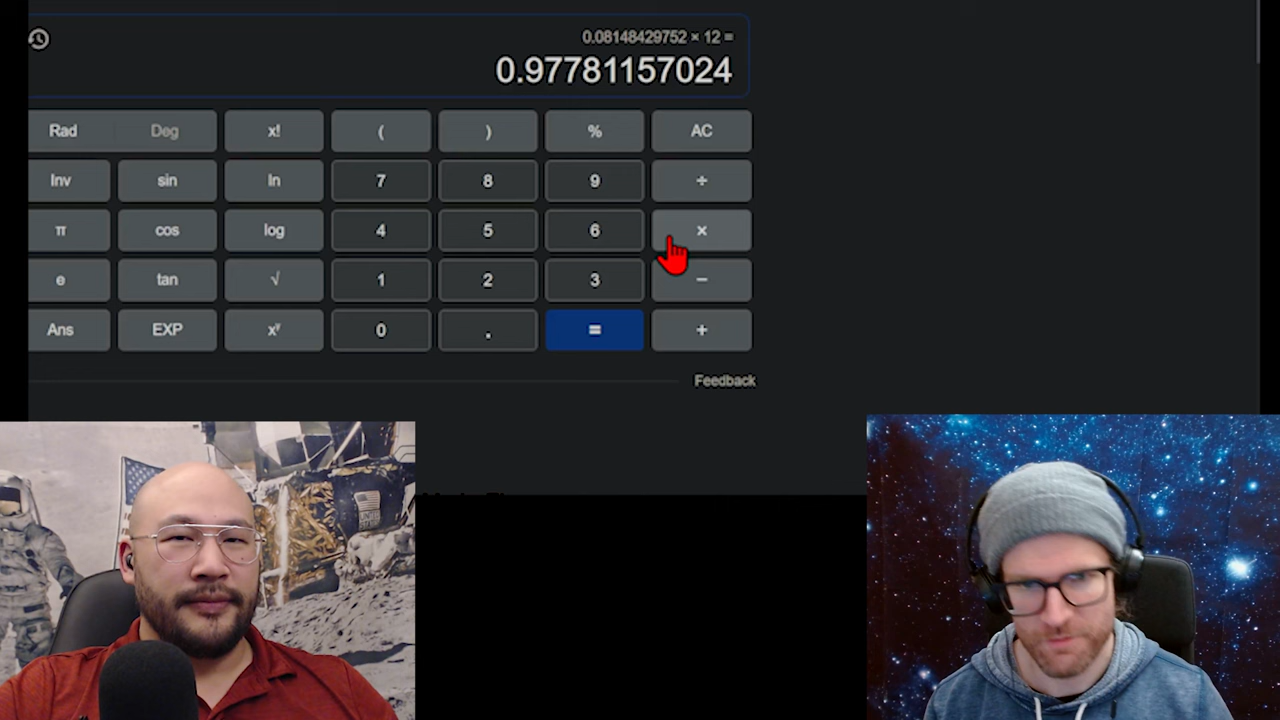 0.08148429752 × 12 =
0.97781157024
Rad Deg x! ( ) % AC
Inv sin ln 7 8 9 ÷
π cos log 4 5 6 ×
e tan √ 1 2 3 −
Ans EXP xʸ 0 . = +
Feedback